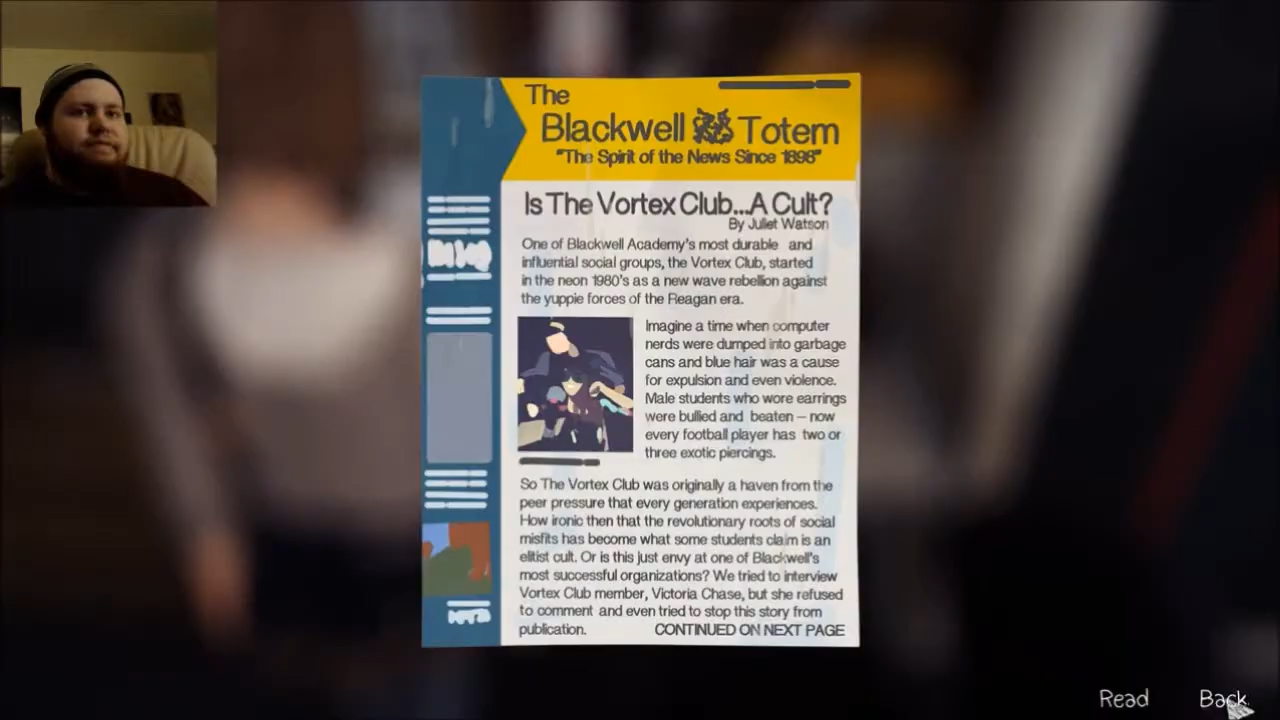 The
Blackwell Totem
"The Spirit of the News Since 1898"
Is The Vortex Club...A Cult?
By Juliet Watson
One of Blackwell Academy's most durable and
influential social groups, the Vortex Club, started
in the neon 1980's as a new wave rebellion against
the yuppie forces of the Reagan era.
Imagine a time when computer
nerds were dumped into garbage
cans and blue hair was a cause
for expulsion and even violence.
Male students who wore earrings
were bullied and beaten – now
every football player has two or
three exotic piercings.
So The Vortex Club was originally a haven from the
peer pressure that every generation experiences.
How ironic then that the revolutionary roots of social
misfits has become what some students claim is an
elitist cult. Or is this just envy at one of Blackwell's
most successful organizations? We tried to interview
Vortex Club member, Victoria Chase, but she refused
to comment and even tried to stop this story from
publication.
CONTINUED ON NEXT PAGE
Read
Back